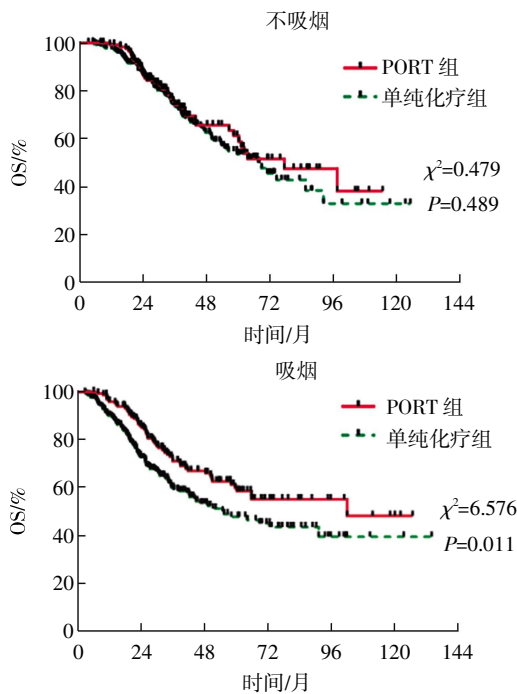 不吸烟
100
80
60
40
20
0
OS/%
PORT 组
单纯化疗组
χ²=0.479
P=0.489
0 24 48 72 96 120 144
时间/月
吸烟
100
80
60
40
20
0
OS/%
PORT 组
单纯化疗组
χ²=6.576
P=0.011
0 24 48 72 96 120 144
时间/月